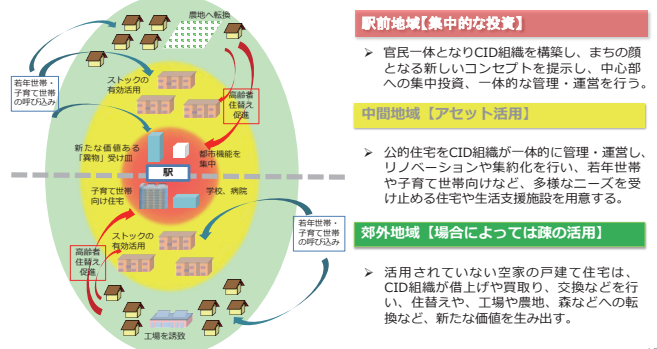 農地へ転換
若年世帯・
子育て世帯
の呼び込み
ストックの
有効活用
高齢者
住替え
促進
新たな価値ある
「異物」受け皿
都市機能を
集中
駅
子育て世帯
向け住宅
学校、病院
ストックの
有効活用
若年世帯・
子育て世帯
の呼び込み
高齢者
住替え
促進
工場を誘致
駅前地域【集中的な投資】
➢ 官民一体となりCID組織を構築し、まちの顔
となる新しいコンセプトを提示し、中心部
への集中投資、一体的な管理・運営を行う。
中間地域【アセット活用】
➢ 公的住宅をCID組織が一体的に管理・運営し、
リノベーションや集約化を行い、若年世帯
や子育て世帯向けなど、多様なニーズを受
け止める住宅や生活支援施設を用意する。
郊外地域【場合によっては疎の活用】
➢ 活用されていない空家の戸建て住宅は、
CID組織が借上げや買取り、交換などを行
い、住替えや、工場や農地、森などへの転
換など、新たな価値を生み出す。